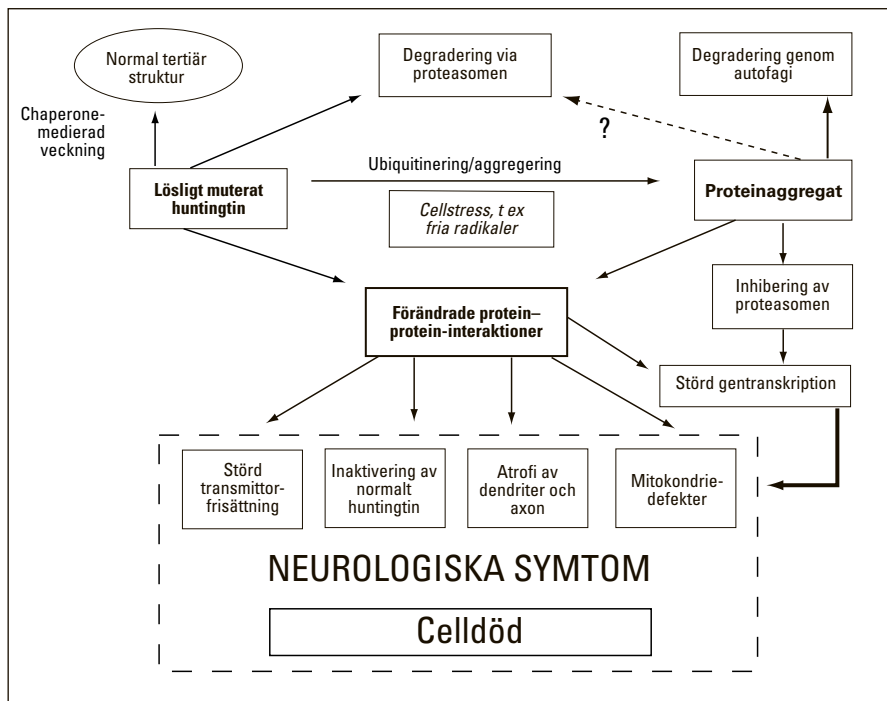 Normal tertiär
struktur
Degradering via
proteasomen
Degradering genom
autofagi
Chaperone-
medierad
veckning
?
Ubiquitinering/aggregering
Lösligt muterat
huntingtin
Proteinaggregat
Cellstress, t ex
fria radikaler
Inhibering av
proteasomen
Förändrade protein–
protein-interaktioner
Störd gentranskription
Störd
transmittor-
frisättning
Inaktivering av
normalt
huntingtin
Atrofi av
dendriter och
axon
Mitokondrie-
defekter
NEUROLOGISKA SYMTOM
Celldöd